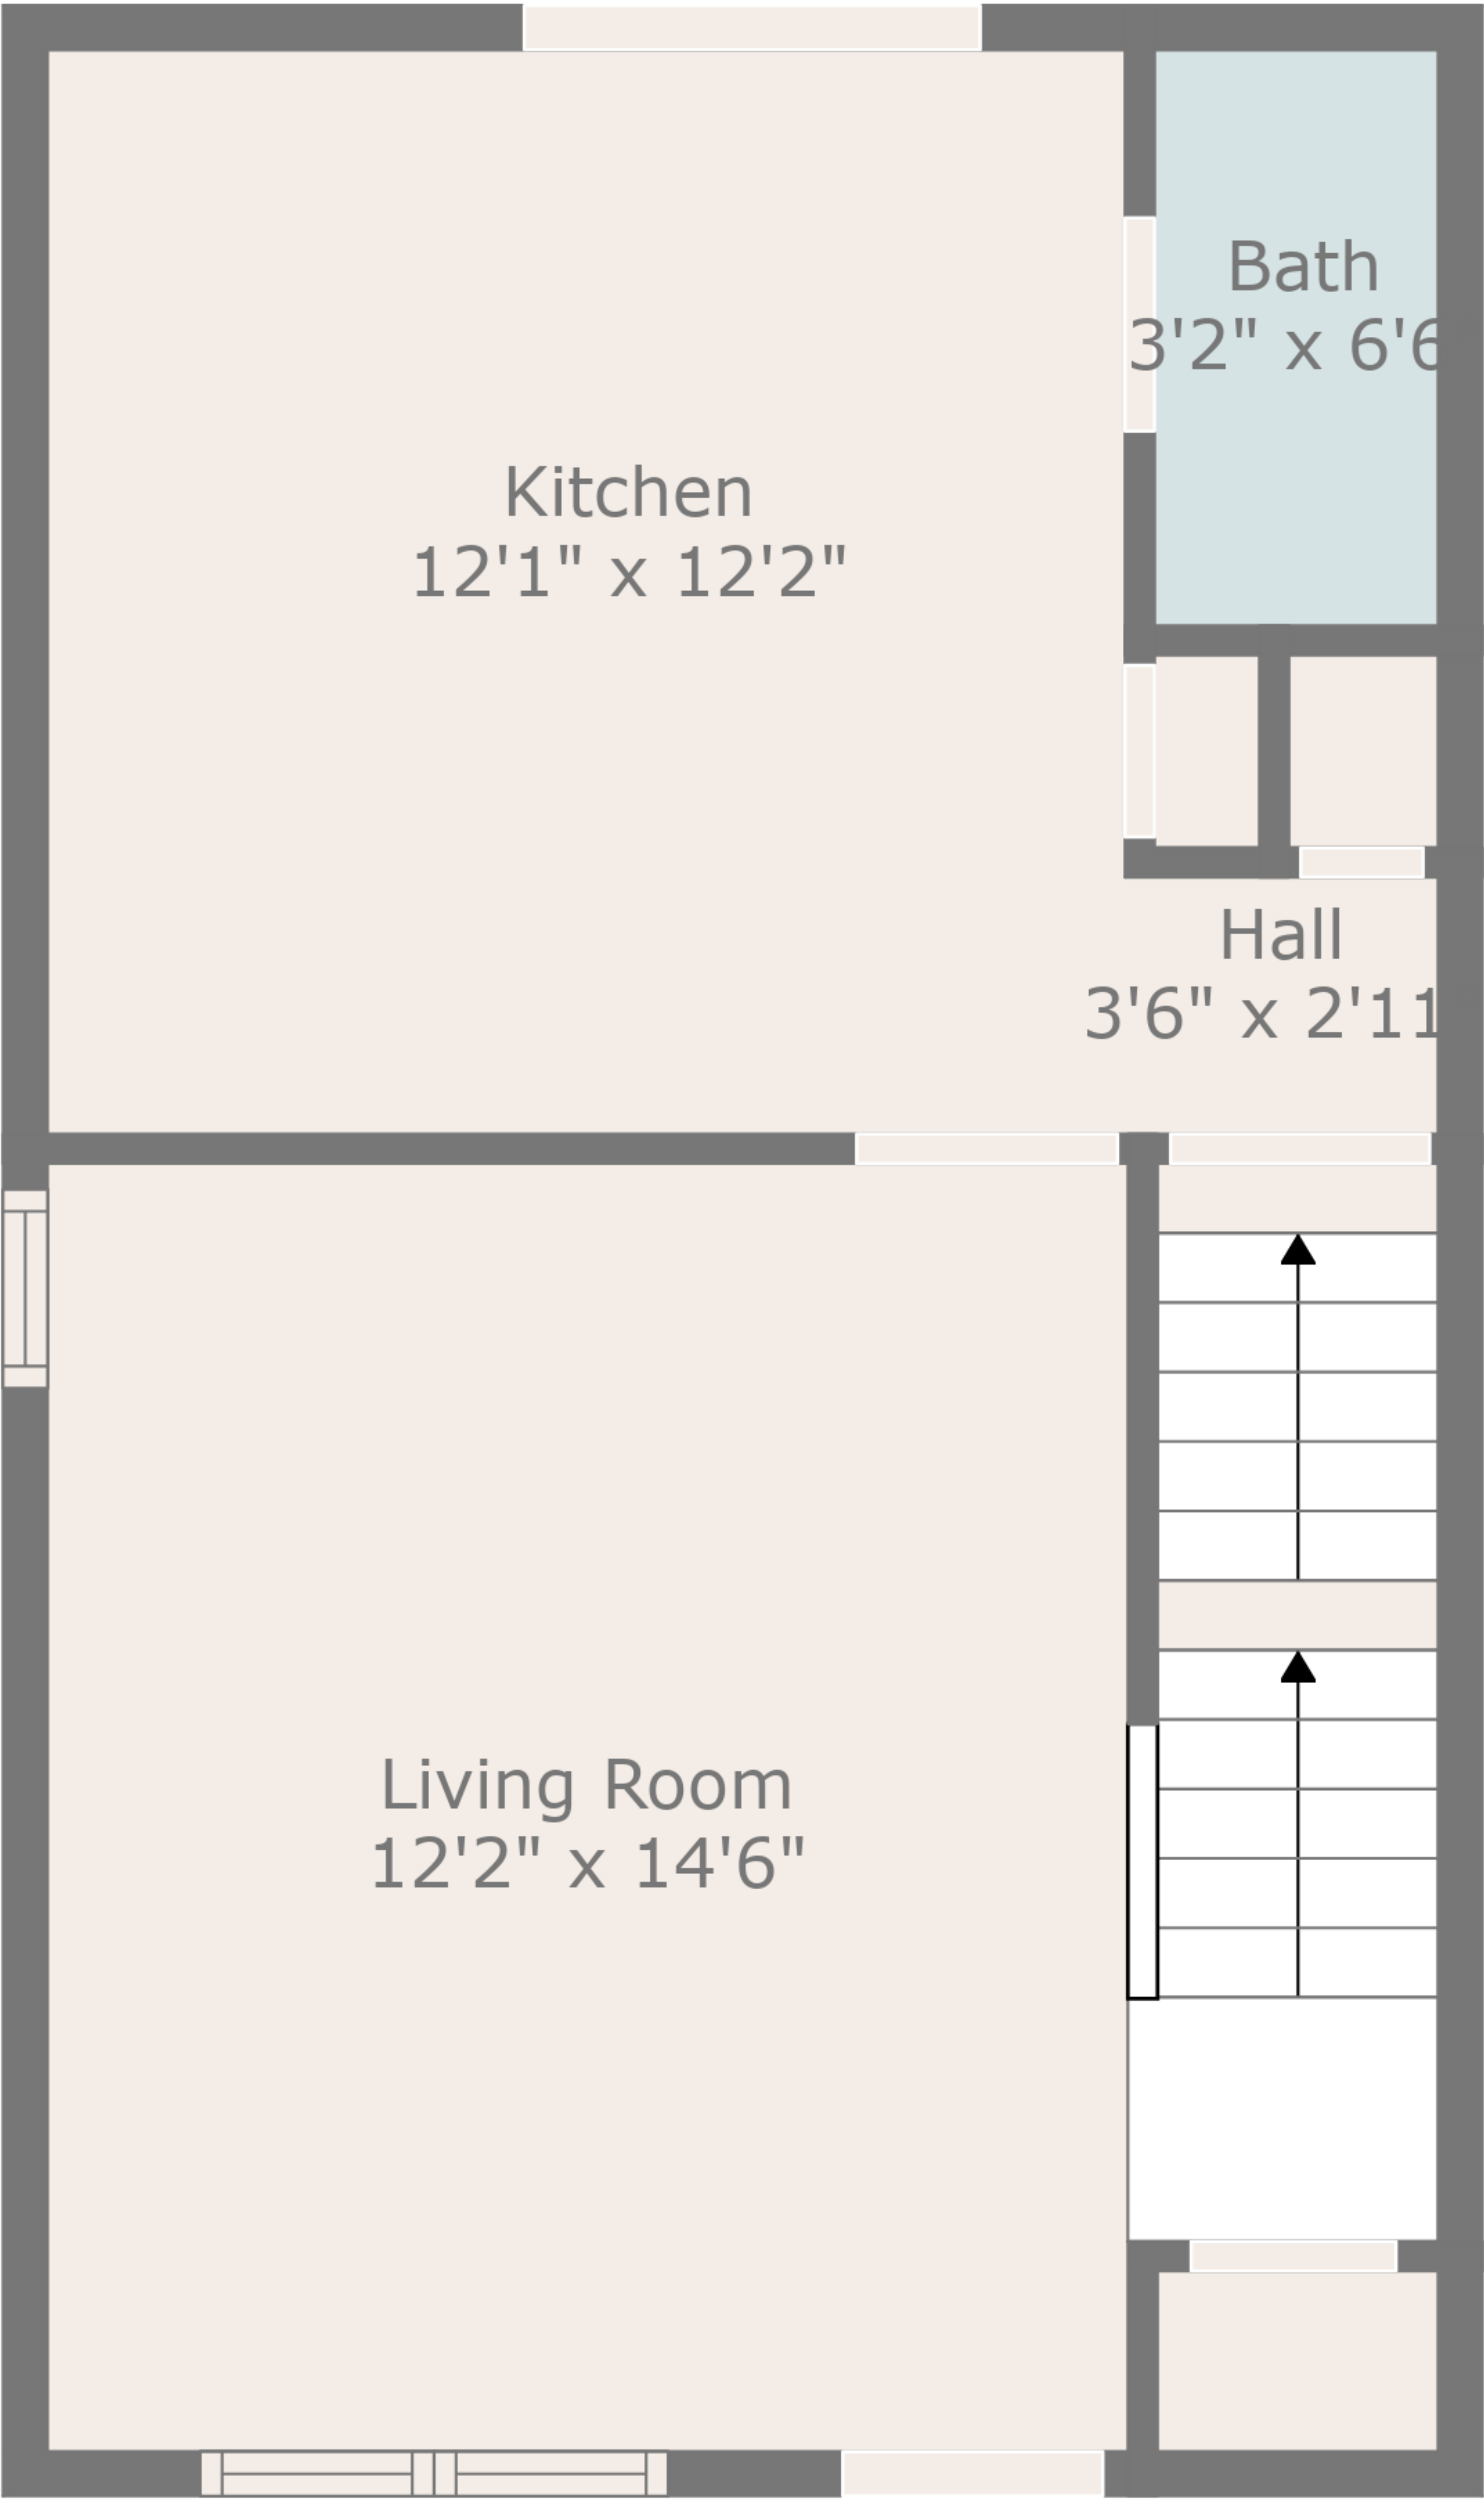 Bath
3'2" x 6'6
Kitchen
12'1" x 12'2"
Hall
3'6" x 2'11
Living Room
12'2" x 14'6"